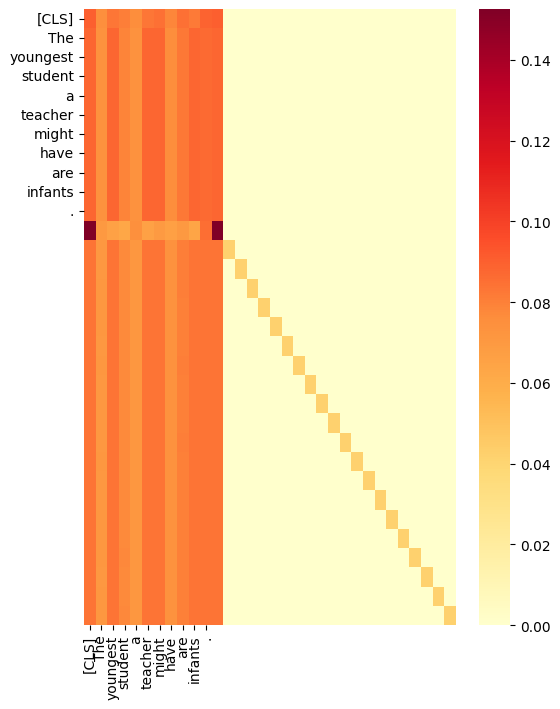 [CLS]
The
youngest
student
a
teacher
might
have
are
infants
.
0.14
0.12
0.10
0.08
0.06
0.04
0.02
0.00
[CLS]
The
youngest
student
a
teacher
might
have
are
infants
.